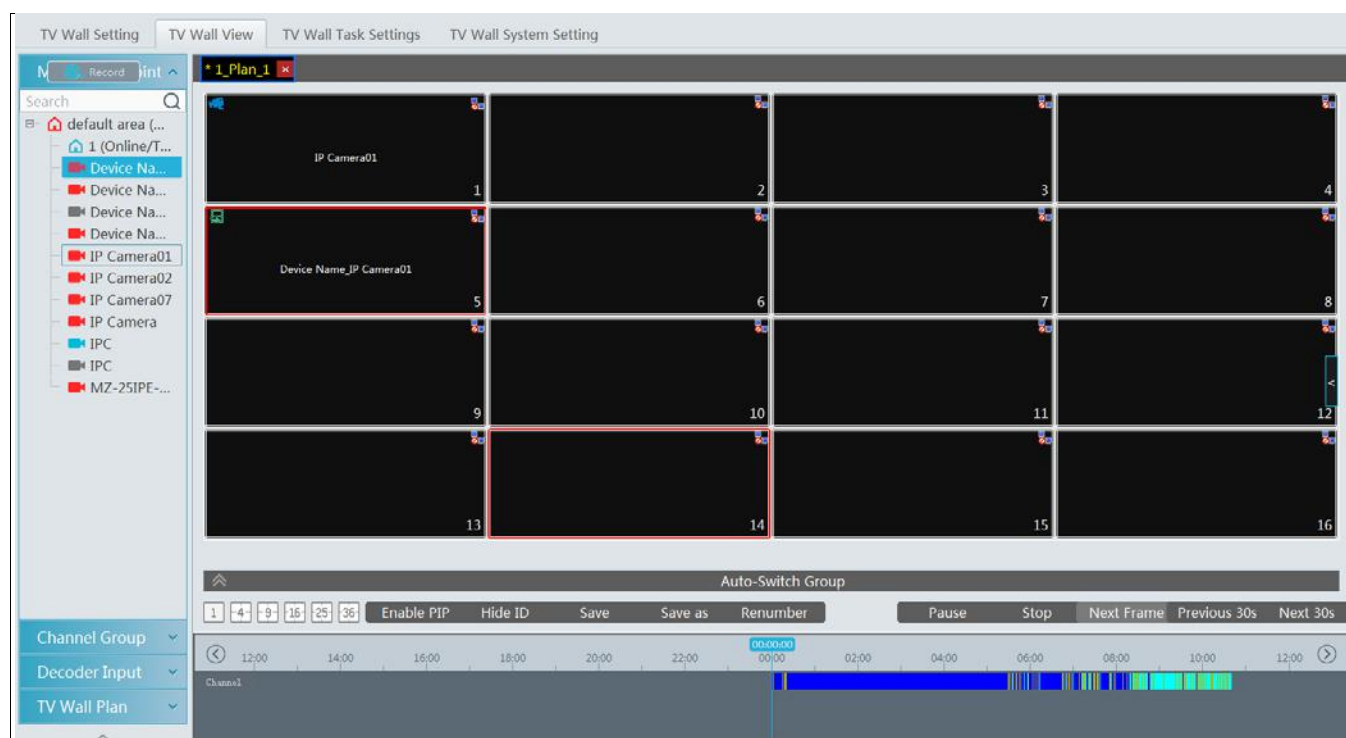 TV Wall Setting TV Wall View TV Wall Task Settings TV Wall System Setting
Record int
* 1_Plan_1
Search
default area (...
1 (Online/T...
Device Na...
Device Na...
Device Na...
Device Na...
IP Camera01
IP Camera02
IP Camera07
IP Camera
IPC
IPC
MZ-25IPE-...
IP Camera01
1 2 3 4
Device Name_IP Camera01
5 6 7 8
9 10 11 12
13 14 15 16
Auto-Switch Group
1 4 9 16 25 36 Enable PIP Hide ID Save Save as Renumber Pause Stop Next Frame Previous 30s Next 30s
Channel Group
Decoder Input
TV Wall Plan
00:00:00
12:00 14:00 16:00 18:00 20:00 22:00 00:00 02:00 04:00 06:00 08:00 10:00 12:00
Channel